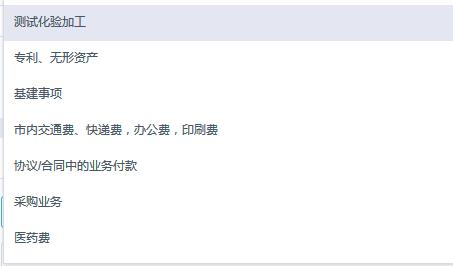 测试化验加工
专利、无形资产
基建事项
市内交通费、快递费，办公费，印刷费
协议/合同中的业务付款
采购业务
医药费